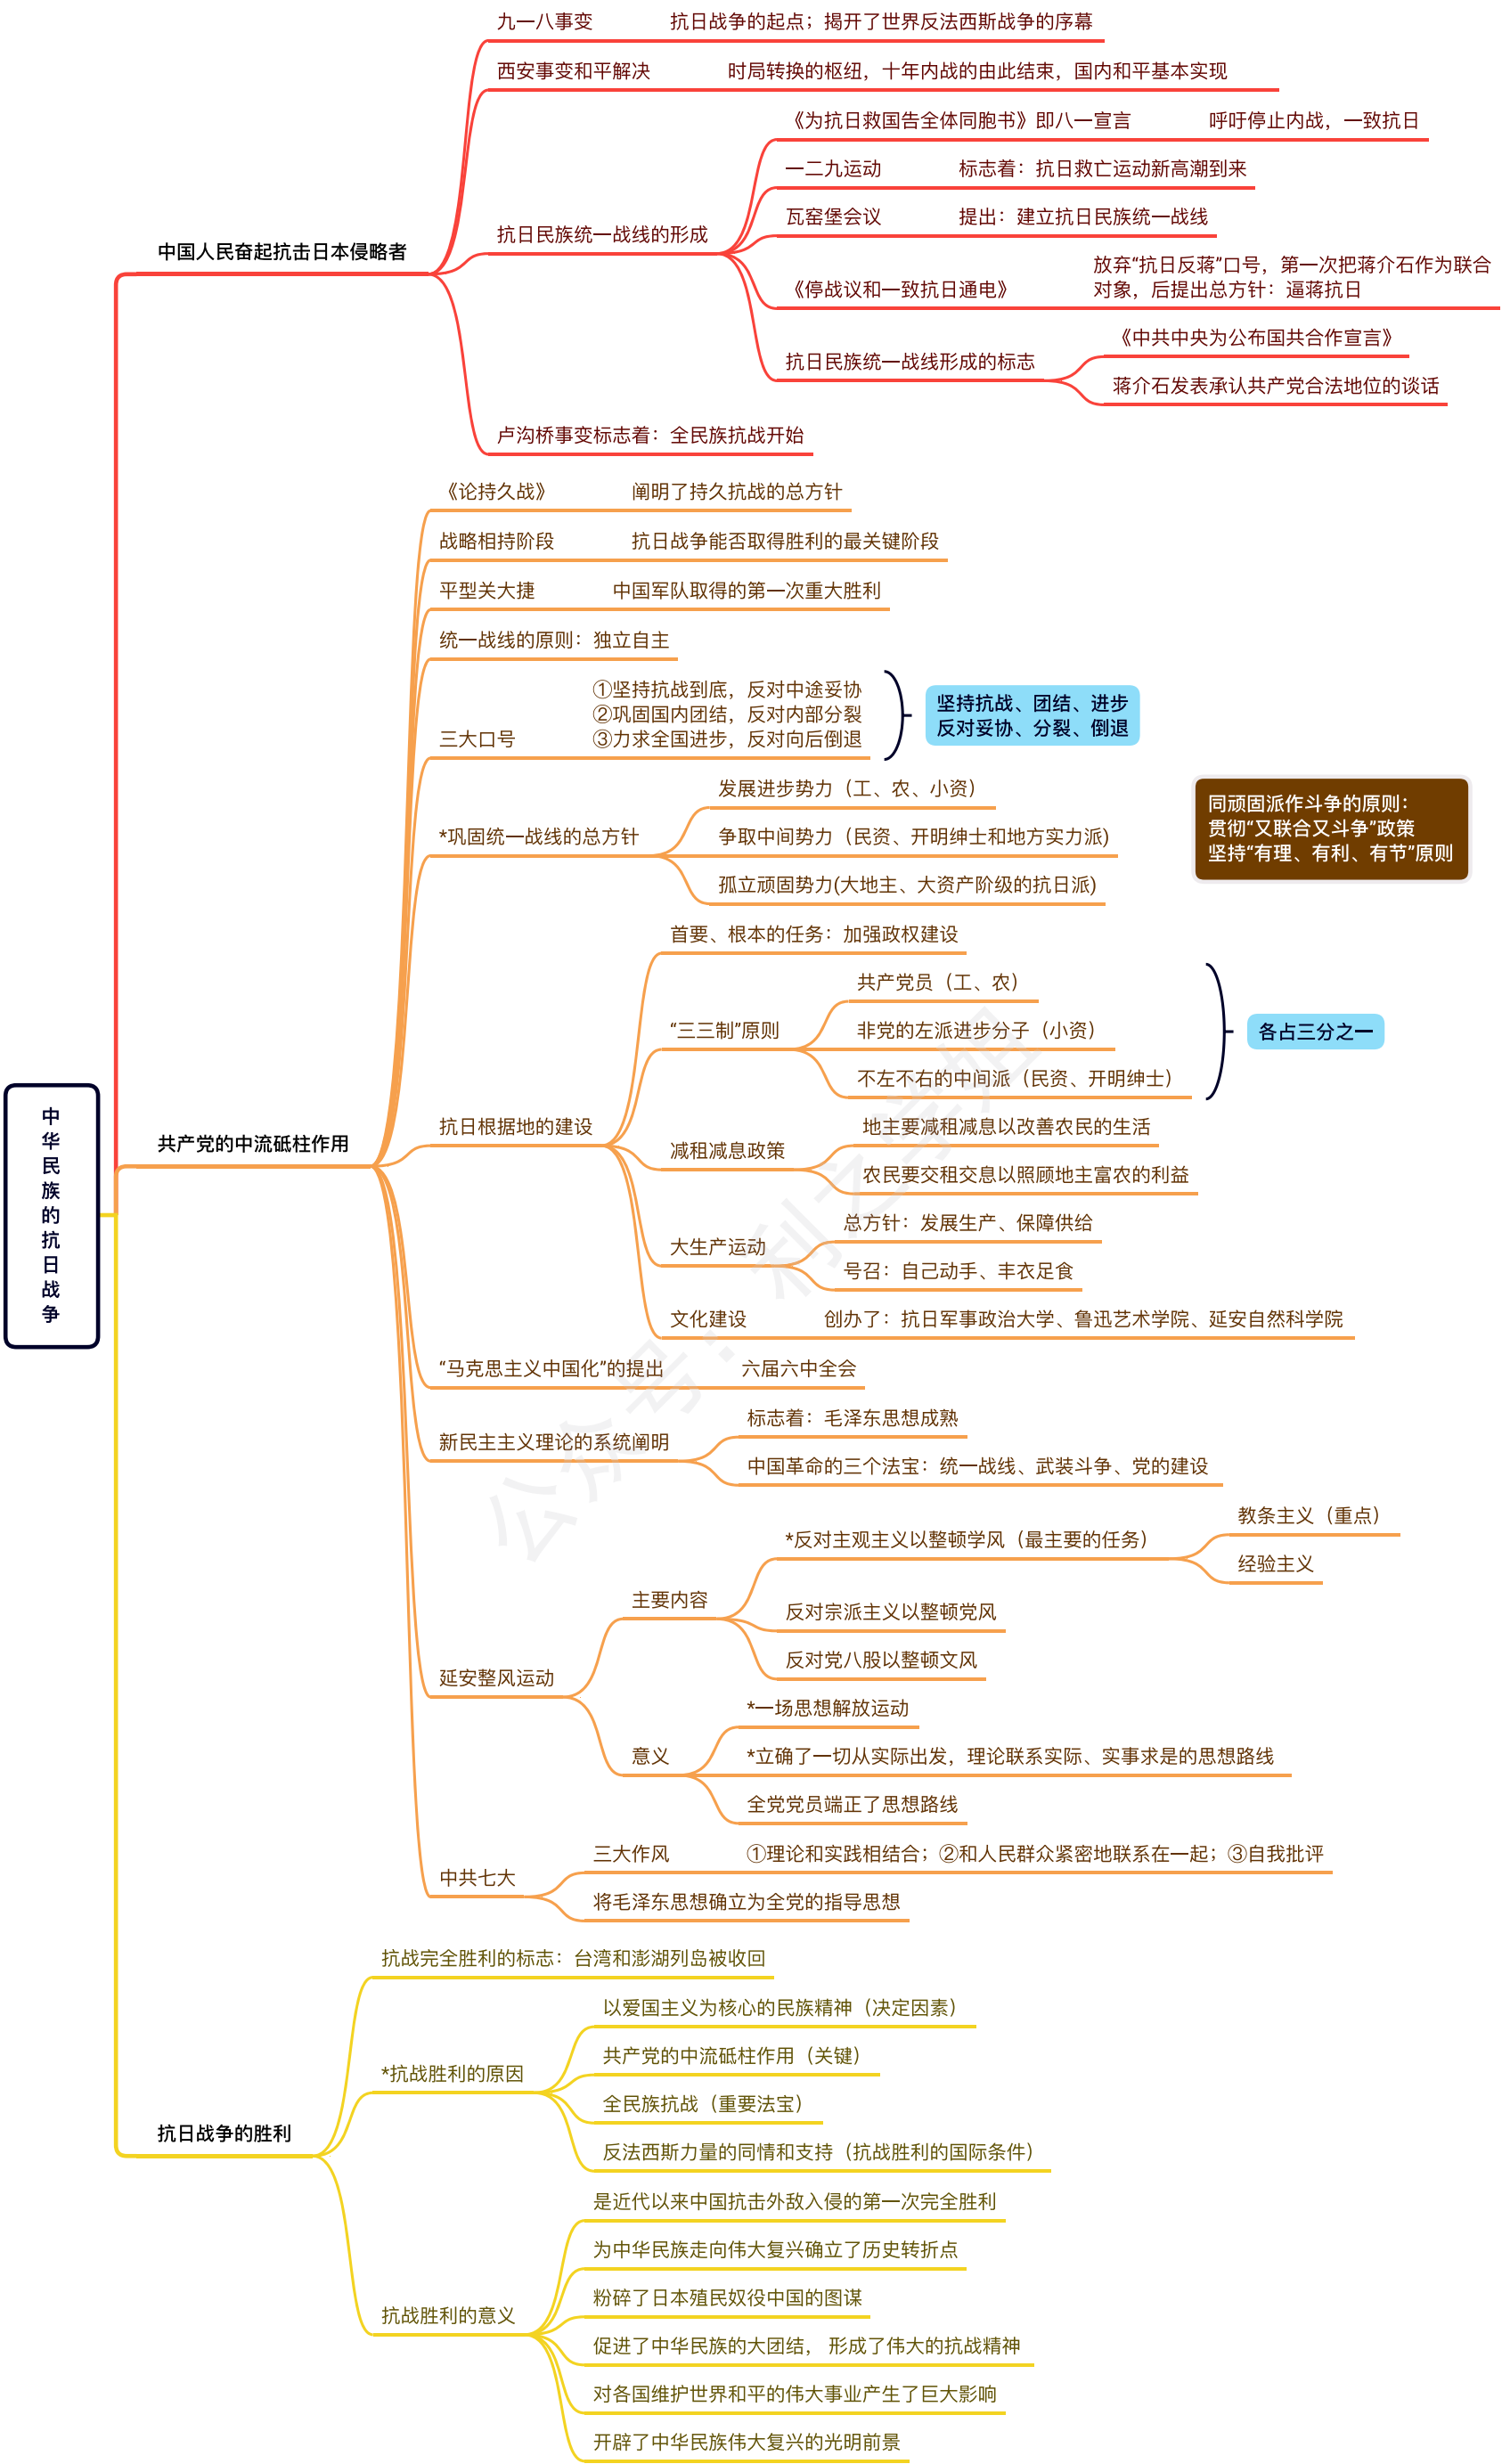 九一八事变
抗日战争的起点；揭开了世界反法西斯战争的序幕
西安事变和平解决
时局转换的枢纽，十年内战的由此结束，国内和平基本实现
《为抗日救国告全体同胞书》即八一宣言
呼吁停止内战，一致抗日
一二九运动
标志着：抗日救亡运动新高潮到来
瓦窑堡会议
提出：建立抗日民族统一战线
抗日民族统一战线的形成
中国人民奋起抗击日本侵略者
《停战议和一致抗日通电》
放弃“抗日反蒋”口号，第一次把蒋介石作为联合
对象，后提出总方针：逼蒋抗日
抗日民族统一战线形成的标志
《中共中央为公布国共合作宣言》
蒋介石发表承认共产党合法地位的谈话
卢沟桥事变标志着：全民族抗战开始
《论持久战》
阐明了持久抗战的总方针
战略相持阶段
抗日战争能否取得胜利的最关键阶段
平型关大捷
中国军队取得的第一次重大胜利
统一战线的原则：独立自主
三大口号
①坚持抗战到底，反对中途妥协
②巩固国内团结，反对内部分裂
③力求全国进步，反对向后倒退
坚持抗战、团结、进步
反对妥协、分裂、倒退
*巩固统一战线的总方针
发展进步势力（工、农、小资）
争取中间势力（民资、开明绅士和地方实力派)
孤立顽固势力(大地主、大资产阶级的抗日派)
同顽固派作斗争的原则：
贯彻“又联合又斗争”政策
坚持“有理、有利、有节”原则
首要、根本的任务：加强政权建设
“三三制”原则
共产党员（工、农）
非党的左派进步分子（小资）
不左不右的中间派（民资、开明绅士）
各占三分之一
抗日根据地的建设
共产党的中流砥柱作用
中华民族的抗日战争
减租减息政策
地主要减租减息以改善农民的生活
农民要交租交息以照顾地主富农的利益
大生产运动
总方针：发展生产、保障供给
号召：自己动手、丰衣足食
文化建设
创办了：抗日军事政治大学、鲁迅艺术学院、延安自然科学院
“马克思主义中国化”的提出
六届六中全会
新民主主义理论的系统阐明
标志着：毛泽东思想成熟
中国革命的三个法宝：统一战线、武装斗争、党的建设
延安整风运动
主要内容
*反对主观主义以整顿学风（最主要的任务）
教条主义（重点）
经验主义
反对宗派主义以整顿党风
反对党八股以整顿文风
意义
*一场思想解放运动
*立确了一切从实际出发，理论联系实际、实事求是的思想路线
全党党员端正了思想路线
中共七大
三大作风
①理论和实践相结合；②和人民群众紧密地联系在一起；③自我批评
将毛泽东思想确立为全党的指导思想
抗战完全胜利的标志：台湾和澎湖列岛被收回
*抗战胜利的原因
以爱国主义为核心的民族精神（决定因素）
共产党的中流砥柱作用（关键）
全民族抗战（重要法宝）
反法西斯力量的同情和支持（抗战胜利的国际条件）
抗日战争的胜利
抗战胜利的意义
是近代以来中国抗击外敌入侵的第一次完全胜利
为中华民族走向伟大复兴确立了历史转折点
粉碎了日本殖民奴役中国的图谋
促进了中华民族的大团结， 形成了伟大的抗战精神
对各国维护世界和平的伟大事业产生了巨大影响
开辟了中华民族伟大复兴的光明前景
公众号：利之学姐